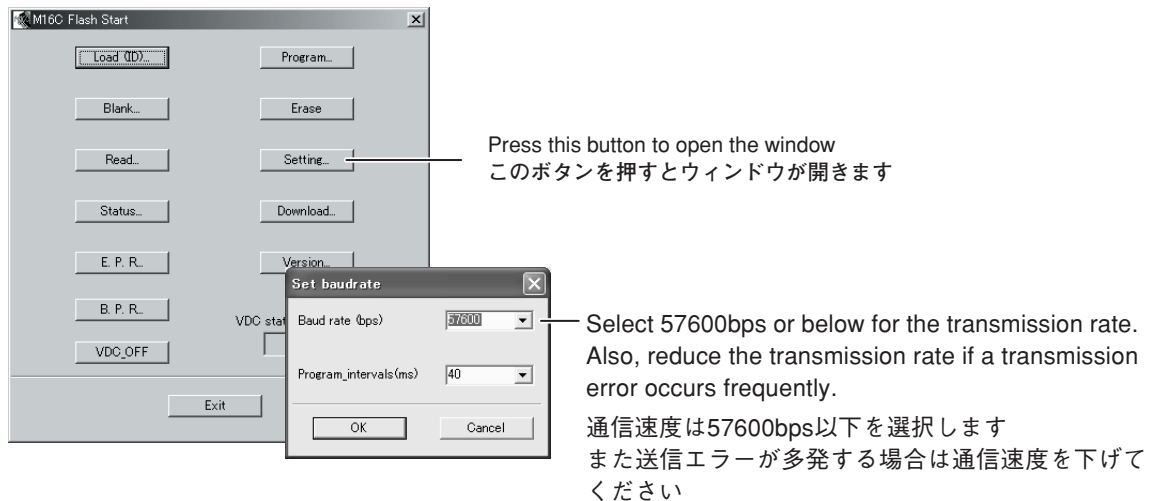 M16C Flash Start
Load (ID)...
Program...
Blank...
Erase
Read...
Setting...
Press this button to open the window
このボタンを押すとウィンドウが開きます
Status...
Download...
E. P. R...
Version...
B. P. R...
VDC stat
VDC_OFF
Exit
Set baudrate
Baud rate (bps)
57600
Program_intervals(ms)
40
OK
Cancel
Select 57600bps or below for the transmission rate.
Also, reduce the transmission rate if a transmission
error occurs frequently.
通信速度は57600bps以下を選択します
また送信エラーが多発する場合は通信速度を下げて
ください